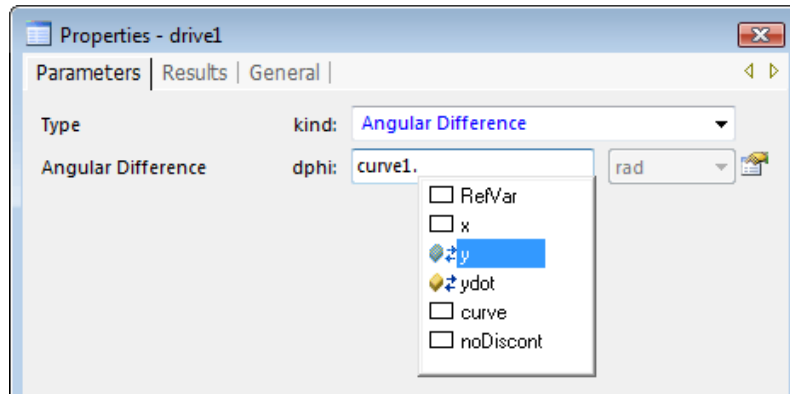 Properties - drive1
Parameters | Results | General |
Type kind: Angular Difference
Angular Difference dphi: curve1. rad
RefVar
x
y
ydot
curve
noDiscont